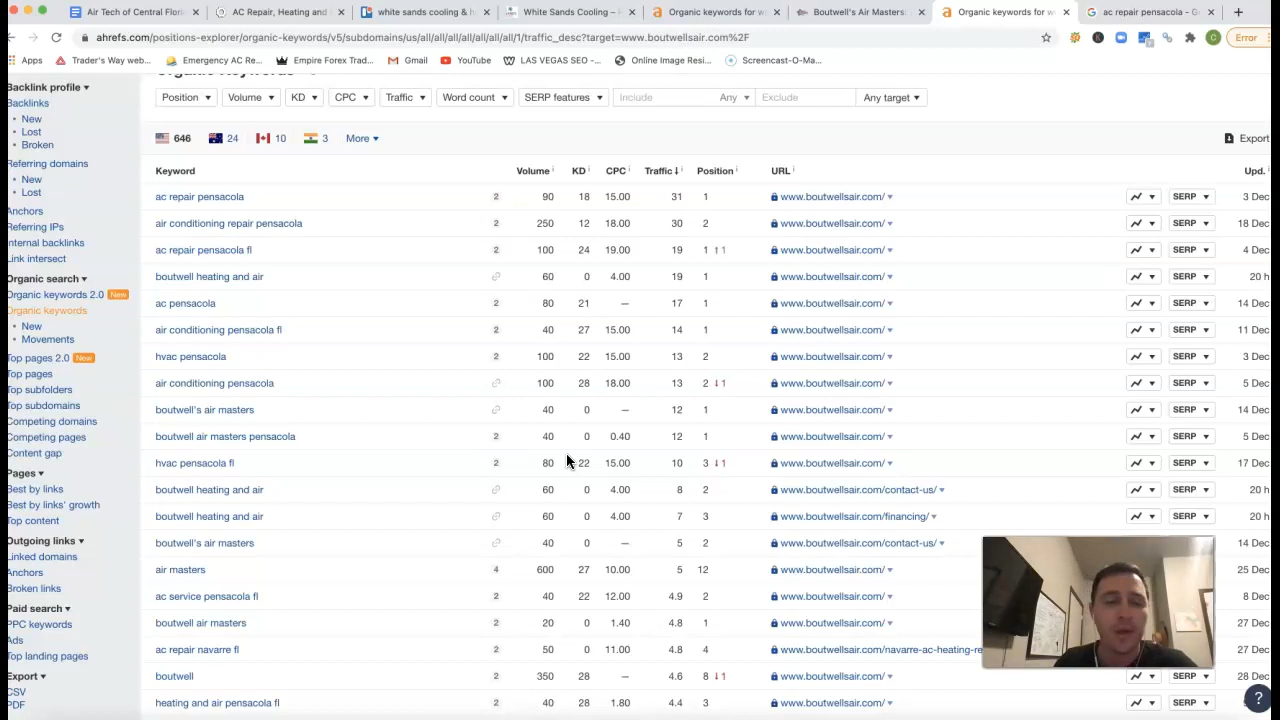 Air Tech of Central Flori
AC Repair, Heating and
white sands cooling & h
White Sands Cooling –
Organic keywords for w
Boutwell's Air Masters:
Organic keywords for w
ac repair pensacola - G
ahrefs.com/positions-explorer/organic-keywords/v5/subdomains/us/all/all/all/all/all/all/1/traffic_desc?target=www.boutwellsair.com%2F
C
Error
Apps
Trader's Way web...
Emergency AC Re...
Empire Forex Trad...
Gmail
YouTube
LAS VEGAS SEO -...
Online Image Resi...
Screencast-O-Ma...
Backlink profile
Backlinks
New
Lost
Broken
Referring domains
New
Lost
Anchors
Referring IPs
Internal backlinks
Link intersect
Organic search
Organic keywords 2.0 New
Organic keywords
New
Movements
Top pages 2.0 New
Top pages
Top subfolders
Top subdomains
Competing domains
Competing pages
Content gap
Pages
Best by links
Best by links' growth
Top content
Outgoing links
Linked domains
Anchors
Broken links
Paid search
PPC keywords
Ads
Top landing pages
Export
CSV
PDF
Position Volume KD CPC Traffic Word count SERP features Include Any Exclude Any target
646 24 10 3 More Export
Keyword Volume KD CPC Traffic↓ Position URL Upd.
ac repair pensacola 2 90 18 15.00 31 1 www.boutwellsair.com/ SERP 3 Dec
air conditioning repair pensacola 2 250 12 18.00 30 2 www.boutwellsair.com/ SERP 18 Dec
ac repair pensacola fl 2 100 24 19.00 19 1 ↑1 www.boutwellsair.com/ SERP 4 Dec
boutwell heating and air 60 0 4.00 19 1 www.boutwellsair.com/ SERP 20 h
ac pensacola 2 80 21 — 17 1 www.boutwellsair.com/ SERP 14 Dec
air conditioning pensacola fl 2 40 27 15.00 14 1 www.boutwellsair.com/ SERP 11 Dec
hvac pensacola 2 100 22 15.00 13 2 www.boutwellsair.com/ SERP 3 Dec
air conditioning pensacola 100 28 18.00 13 2 ↓1 www.boutwellsair.com/ SERP 5 Dec
boutwell's air masters 40 0 — 12 1 www.boutwellsair.com/ SERP 14 Dec
boutwell air masters pensacola 2 40 0 0.40 12 1 www.boutwellsair.com/ SERP 5 Dec
hvac pensacola fl 2 80 22 15.00 10 3 ↓1 www.boutwellsair.com/ SERP 17 Dec
boutwell heating and air 60 0 4.00 8 2 www.boutwellsair.com/contact-us/ SERP 20 h
boutwell heating and air 60 0 4.00 7 3 www.boutwellsair.com/financing/ SERP 20 h
boutwell's air masters 40 0 — 5 2 www.boutwellsair.com/contact-us/ SERP 14 Dec
air masters 4 600 27 10.00 5 12 www.boutwellsair.com/ SERP 25 Dec
ac service pensacola fl 2 40 22 12.00 4.9 2 www.boutwellsair.com/ SERP 8 Dec
boutwell air masters 2 20 0 1.40 4.8 1 www.boutwellsair.com/ SERP 27 Dec
ac repair navarre fl 2 50 0 11.00 4.8 4 www.boutwellsair.com/navarre-ac-heating-re SERP 27 Dec
boutwell 2 350 28 — 4.6 8 ↓1 www.boutwellsair.com/ SERP 28 Dec
heating and air pensacola fl 2 40 28 1.80 4.4 3 www.boutwellsair.com/ SERP
?